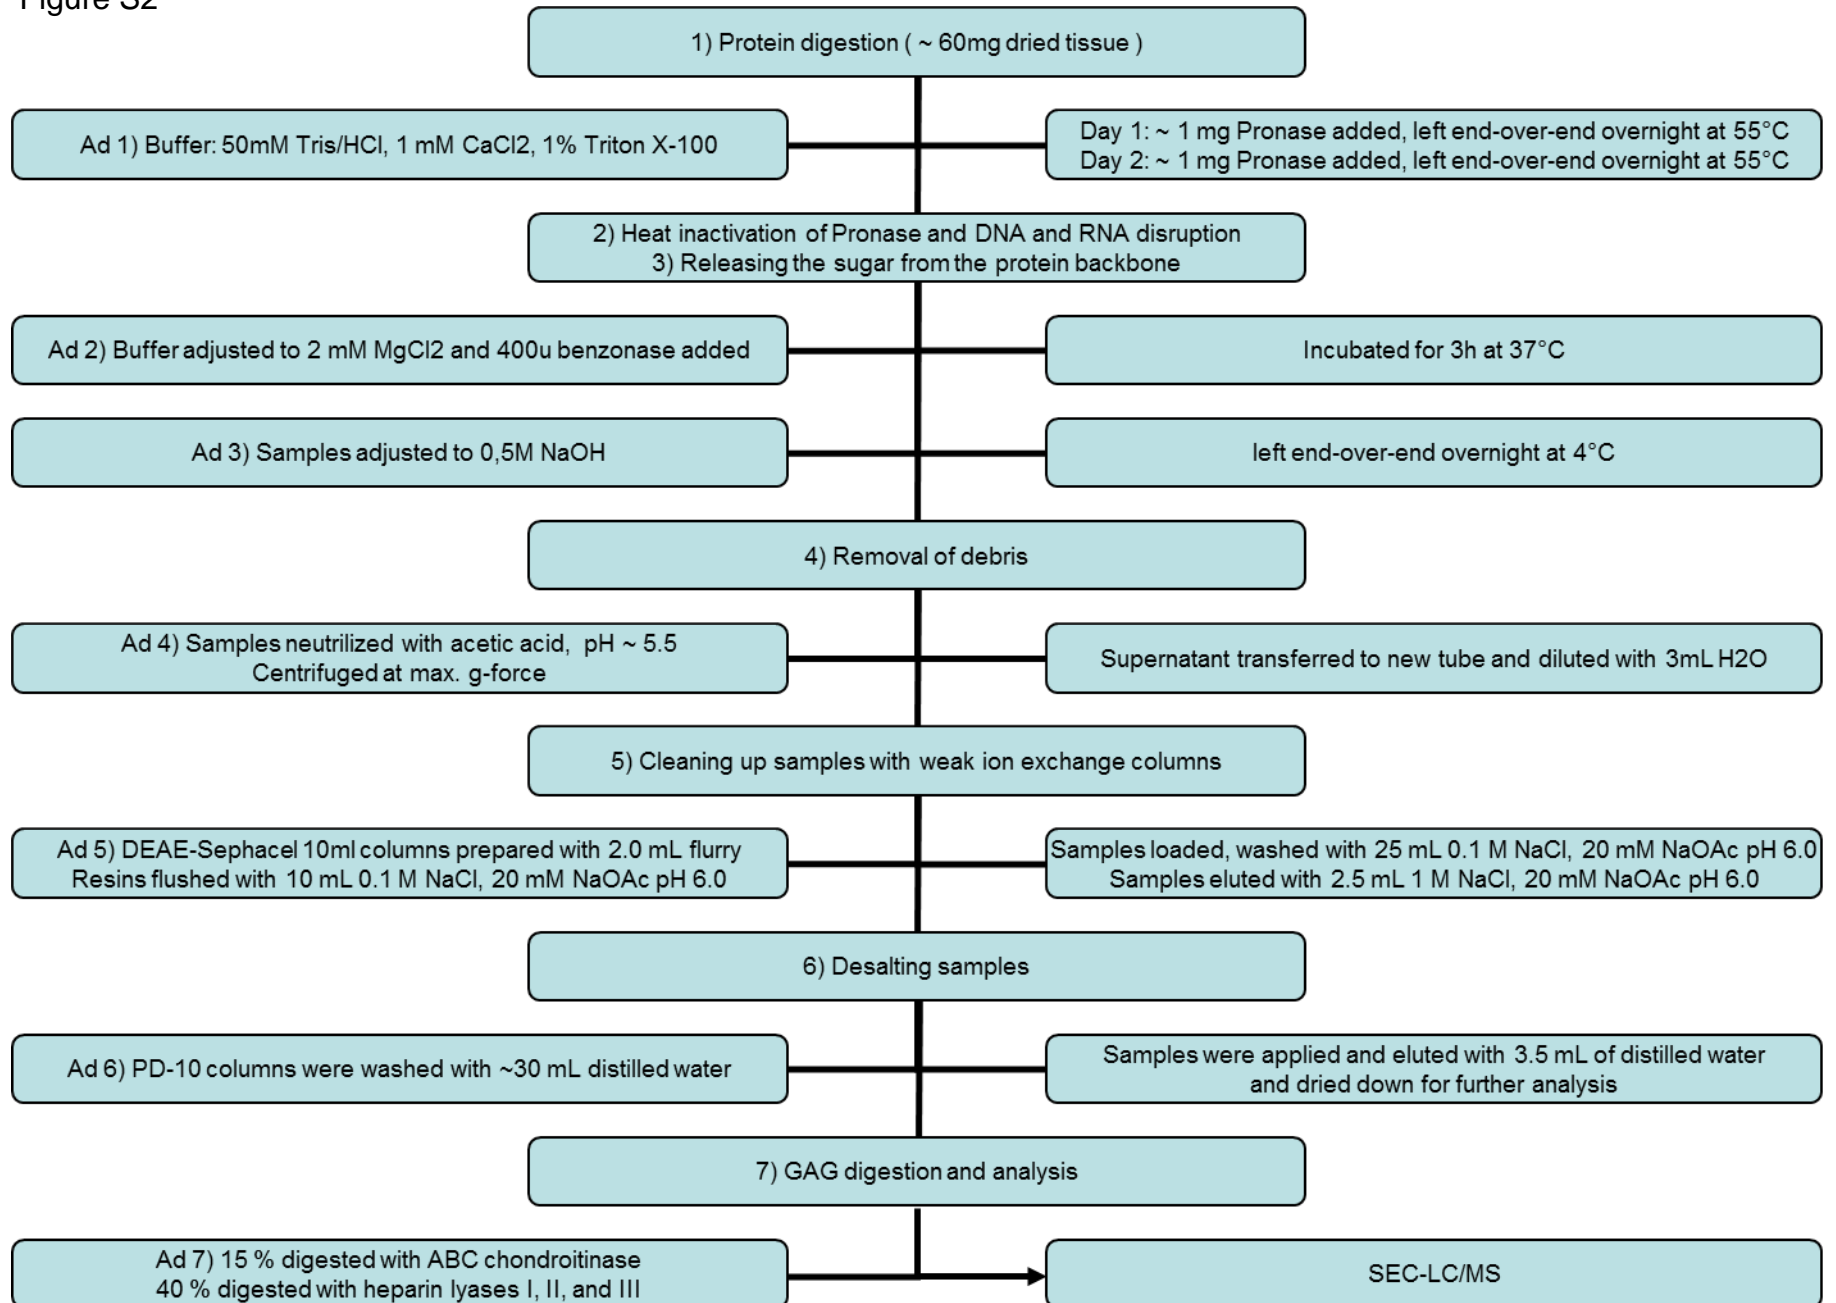 Figure S2
1) Protein digestion ( ~ 60mg dried tissue )
Ad 1) Buffer: 50mM Tris/HCl, 1 mM CaCl2, 1% Triton X-100
Day 1: ~ 1 mg Pronase added, left end-over-end overnight at 55°C
Day 2: ~ 1 mg Pronase added, left end-over-end overnight at 55°C
2) Heat inactivation of Pronase and DNA and RNA disruption
3) Releasing the sugar from the protein backbone
Ad 2) Buffer adjusted to 2 mM MgCl2 and 400u benzonase added
Incubated for 3h at 37°C
Ad 3) Samples adjusted to 0,5M NaOH
left end-over-end overnight at 4°C
4) Removal of debris
Ad 4) Samples neutrilized with acetic acid, pH ~ 5.5
Centrifuged at max. g-force
Supernatant transferred to new tube and diluted with 3mL H2O
5) Cleaning up samples with weak ion exchange columns
Ad 5) DEAE-Sephacel 10ml columns prepared with 2.0 mL flurry
Resins flushed with 10 mL 0.1 M NaCl, 20 mM NaOAc pH 6.0
Samples loaded, washed with 25 mL 0.1 M NaCl, 20 mM NaOAc pH 6.0
Samples eluted with 2.5 mL 1 M NaCl, 20 mM NaOAc pH 6.0
6) Desalting samples
Ad 6) PD-10 columns were washed with ~30 mL distilled water
Samples were applied and eluted with 3.5 mL of distilled water
and dried down for further analysis
7) GAG digestion and analysis
Ad 7) 15 % digested with ABC chondroitinase
40 % digested with heparin lyases I, II, and III
SEC-LC/MS